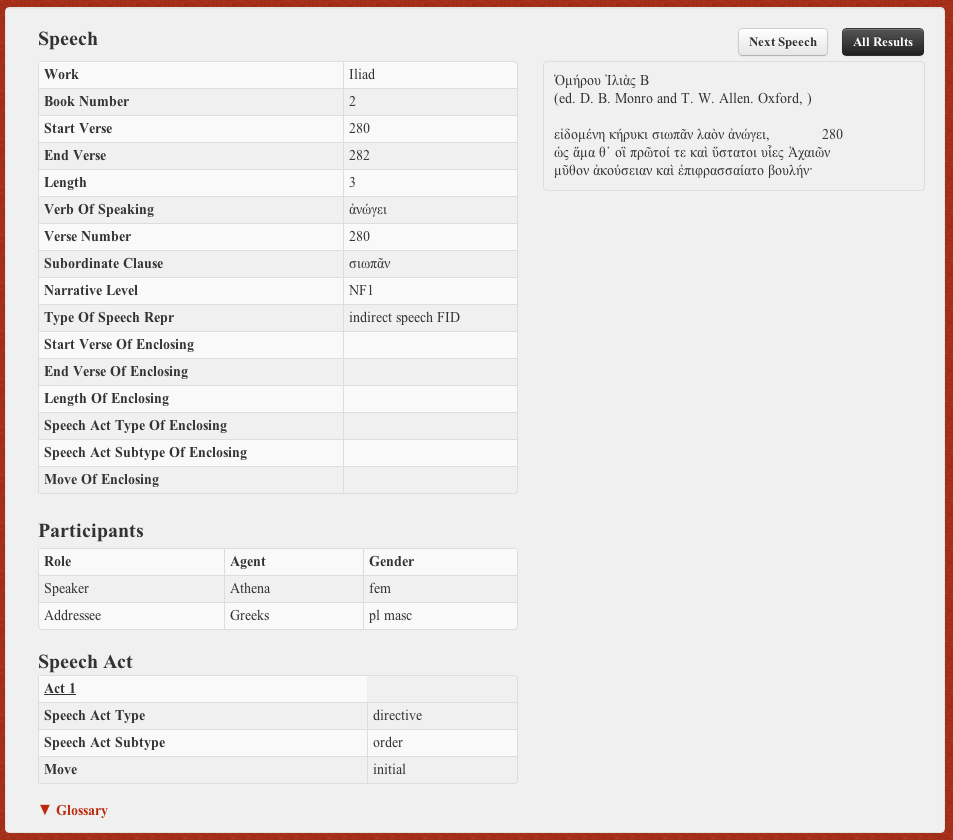 Speech
Next Speech
All Results
Work Iliad
Book Number 2
Start Verse 280
End Verse 282
Length 3
Verb Of Speaking ἀνώγει
Verse Number 280
Subordinate Clause σιωπᾶν
Narrative Level NF1
Type Of Speech Repr indirect speech FID
Start Verse Of Enclosing
End Verse Of Enclosing
Length Of Enclosing
Speech Act Type Of Enclosing
Speech Act Subtype Of Enclosing
Move Of Enclosing
Ὁμήρου Ἰλιὰς Β
(ed. D. B. Monro and T. W. Allen. Oxford, )
εἰδομένη κήρυκι σιωπᾶν λαὸν ἀνώγει, 280
ὡς ἅμα θ᾽ οἳ πρῶτοί τε καὶ ὕστατοι υἷες Ἀχαιῶν
μῦθον ἀκούσειαν καὶ ἐπιφρασσαίατο βουλήν·
Participants
Role Agent Gender
Speaker Athena fem
Addressee Greeks pl masc
Speech Act
Act 1
Speech Act Type directive
Speech Act Subtype order
Move initial
▼ Glossary